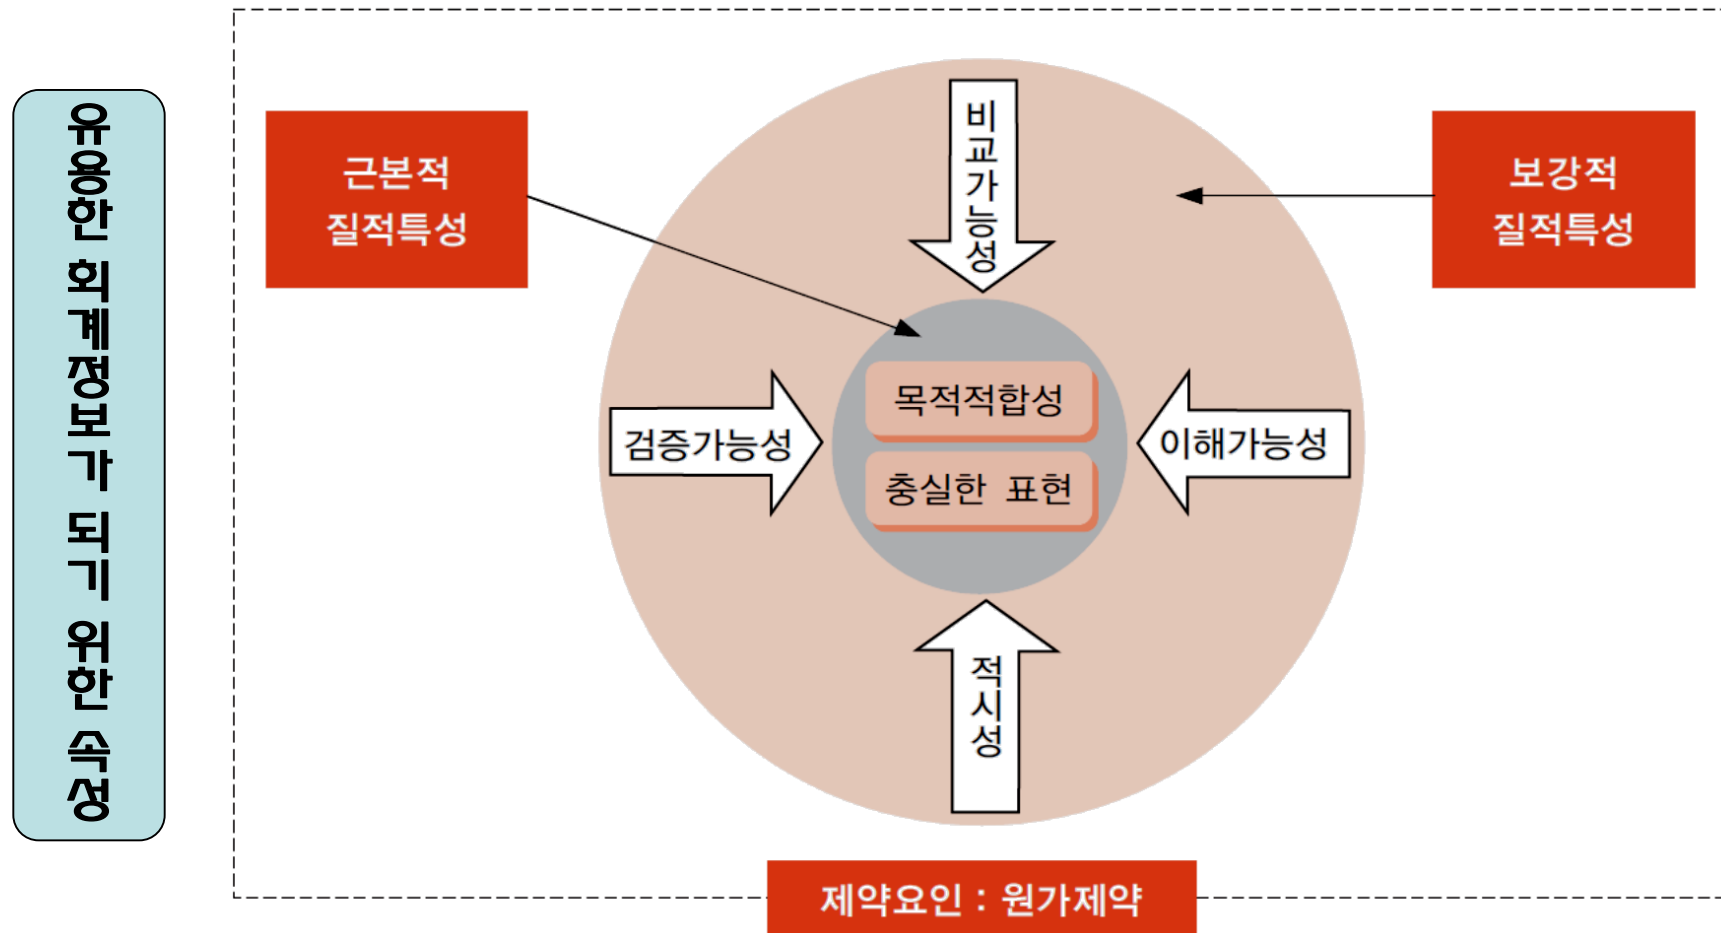 유용한 회계정보가 되기 위한 속성
근본적
질적특성
비교가능성
보강적
질적특성
목적적합성
검증가능성
이해가능성
충실한 표현
적시성
제약요인 : 원가제약